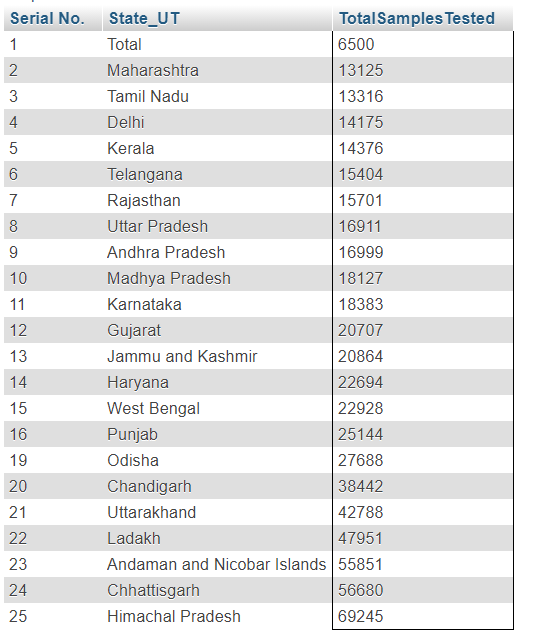 Serial No. State_UT TotalSamplesTested
1 Total 6500
2 Maharashtra 13125
3 Tamil Nadu 13316
4 Delhi 14175
5 Kerala 14376
6 Telangana 15404
7 Rajasthan 15701
8 Uttar Pradesh 16911
9 Andhra Pradesh 16999
10 Madhya Pradesh 18127
11 Karnataka 18383
12 Gujarat 20707
13 Jammu and Kashmir 20864
14 Haryana 22694
15 West Bengal 22928
16 Punjab 25144
19 Odisha 27688
20 Chandigarh 38442
21 Uttarakhand 42788
22 Ladakh 47951
23 Andaman and Nicobar Islands 55851
24 Chhattisgarh 56680
25 Himachal Pradesh 69245